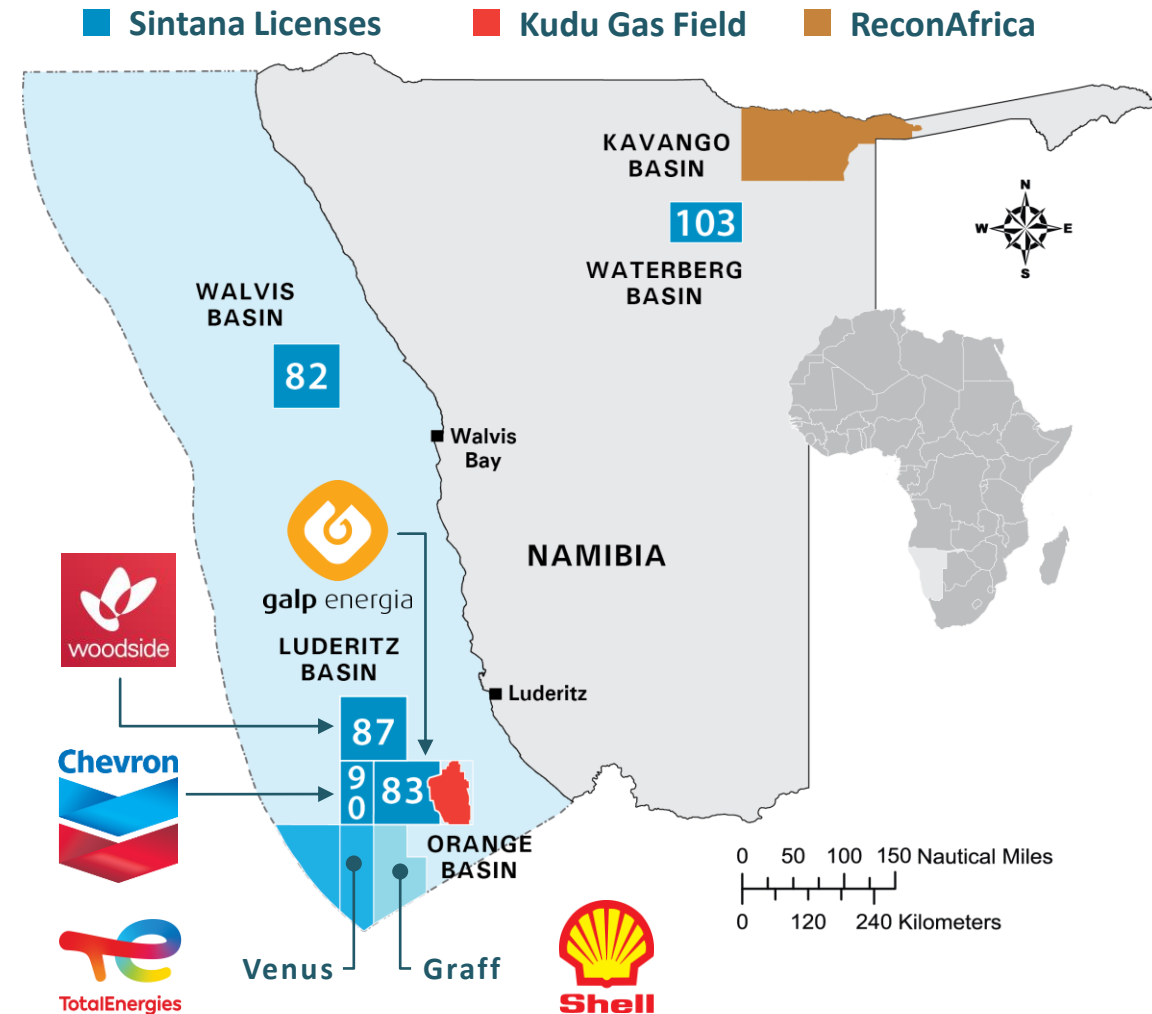 Sintana Licenses
Kudu Gas Field
ReconAfrica
KAVANGO
BASIN
N
W
E
S
103
WATERBERG
BASIN
WALVIS
BASIN
82
Walvis
Bay
galp energia
NAMIBIA
woodside
LUDERITZ
BASIN
Luderitz
87
Chevron
9
0
83
ORANGE
BASIN
0 50 100 150 Nautical Miles
0 120 240 Kilometers
TotalEnergies
Venus
Graff
Shell